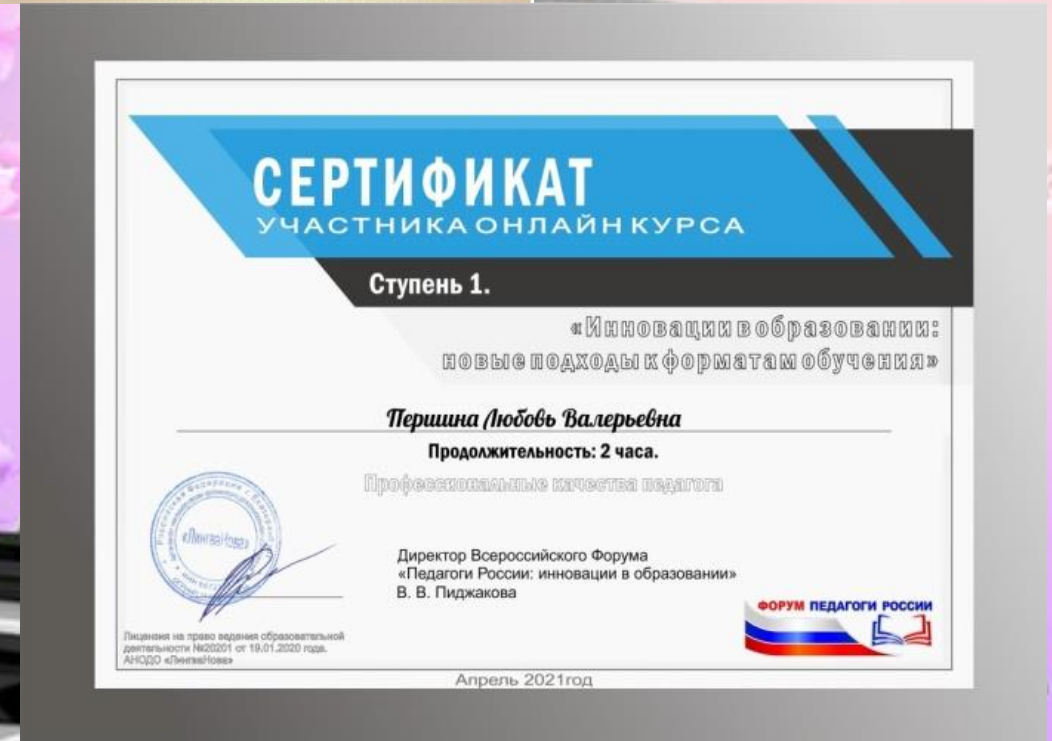 СЕРТИФИКАТ
УЧАСТНИКА ОНЛАЙН КУРСА
Ступень 1.
«Инновации в образовании:
новые подходы к форматам обучения»
Першина Любовь Валерьевна
Продолжительность: 2 часа.
Профессиональные качества педагога
«ЛингваНова»
Директор Всероссийского Форума
«Педагоги России: инновации в образовании»
В. В. Пиджакова
ФОРУМ ПЕДАГОГИ РОССИИ
Лицензия на право ведения образовательной
деятельности №20201 от 19.01.2020 года.
АНОДО «ЛингваНова»
Апрель 2021год